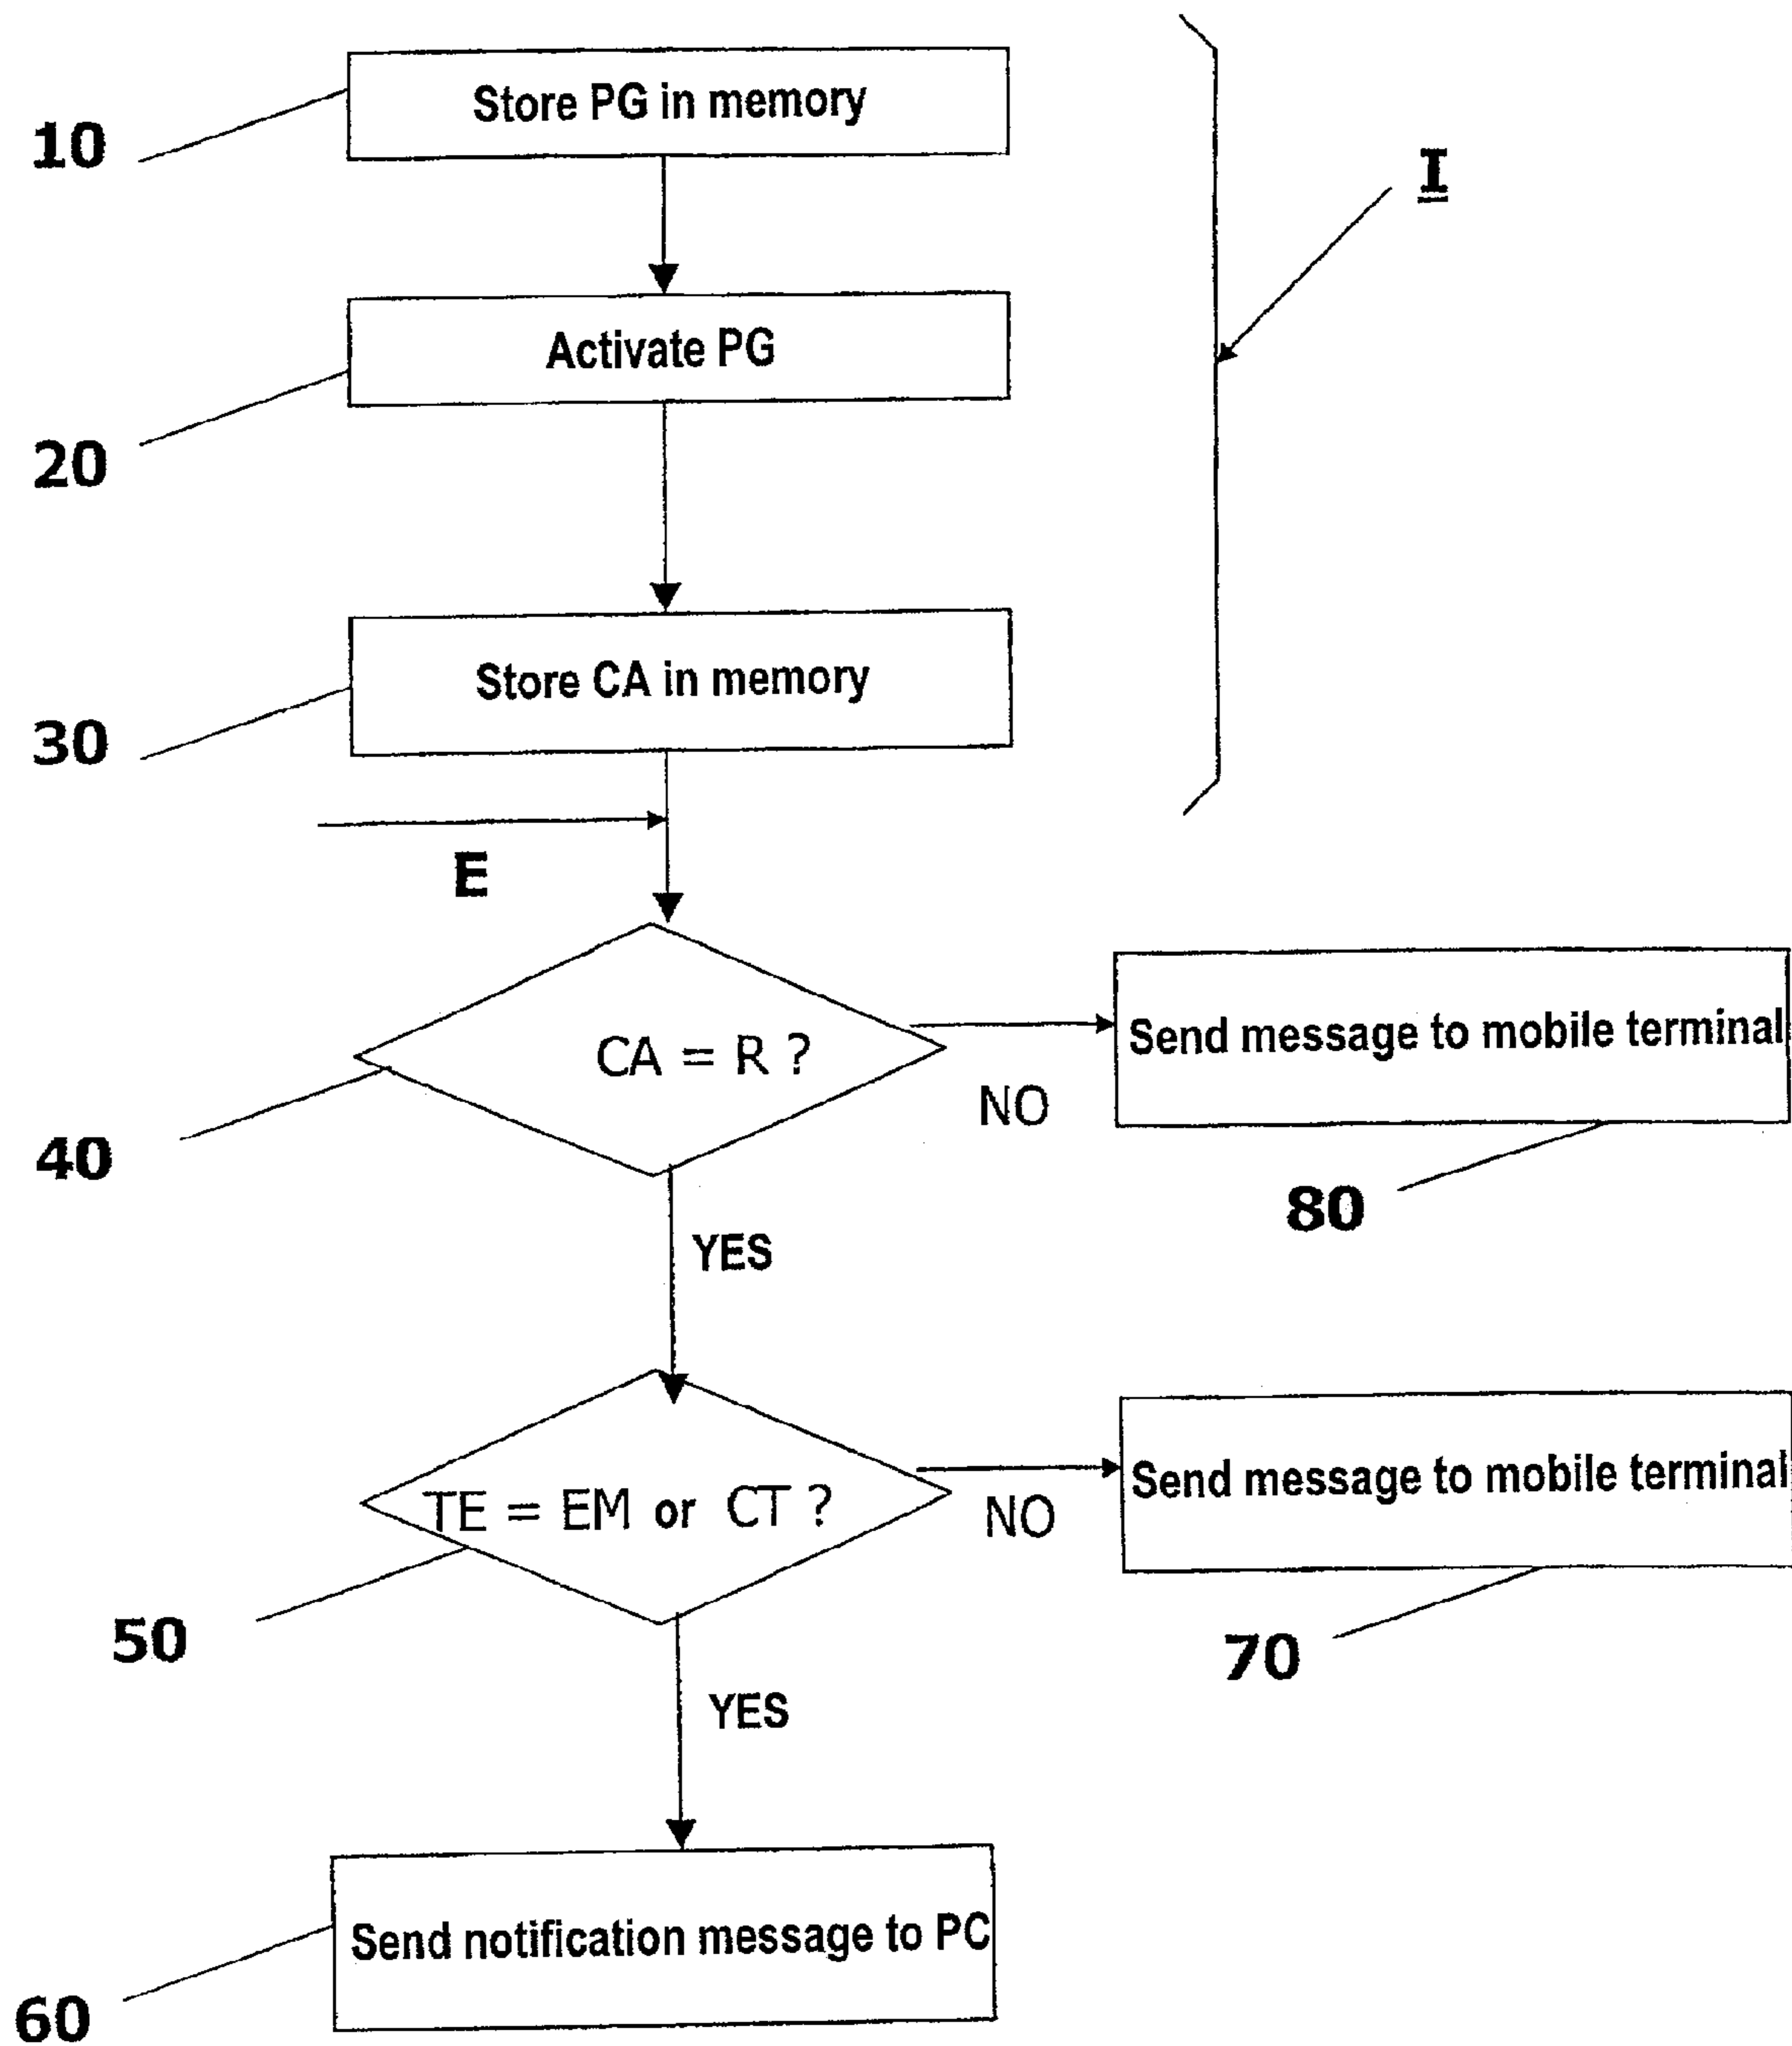 Store PG in memory
10
I
Activate PG
20
Store CA in memory
30
E
CA = R ?
Send message to mobile terminal
NO
40
80
YES
TE = EM or CT ?
Send message to mobile terminal
NO
50
70
YES
Send notification message to PC
60